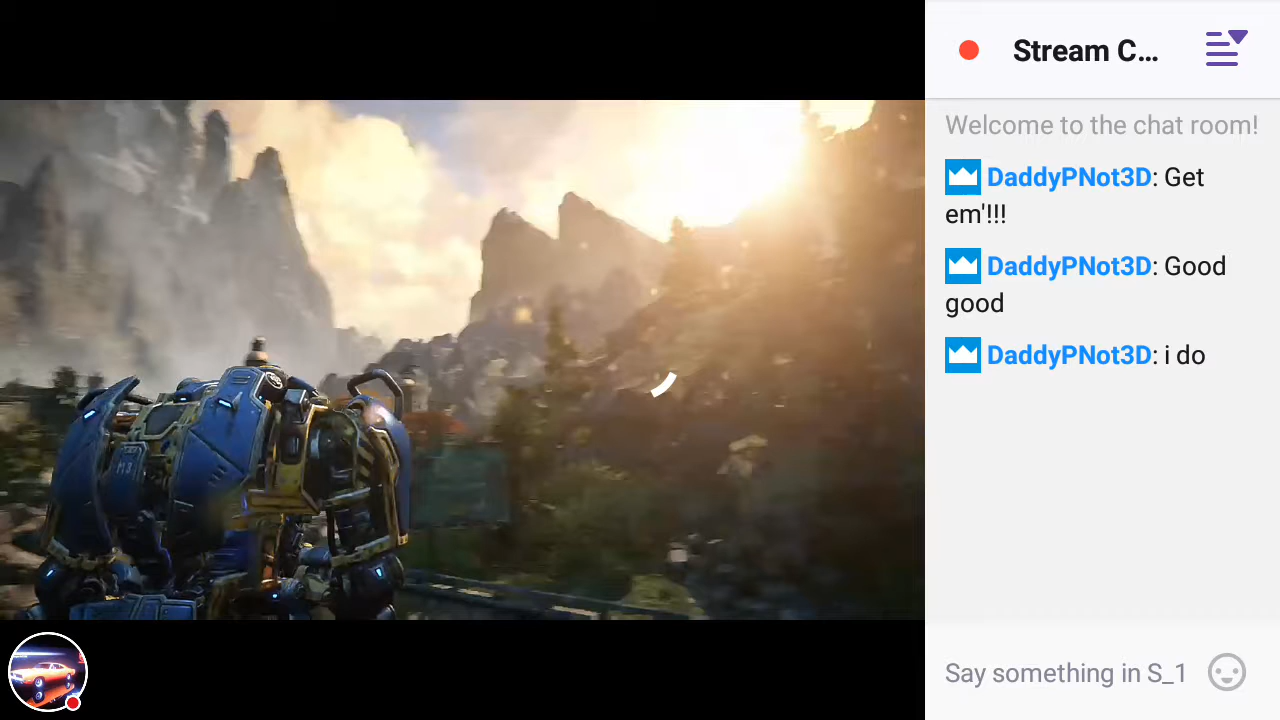 Stream C...
Welcome to the chat room!
DaddyPNot3D: Get
em'!!!
DaddyPNot3D: Good
good
DaddyPNot3D: i do
Say something in S_1